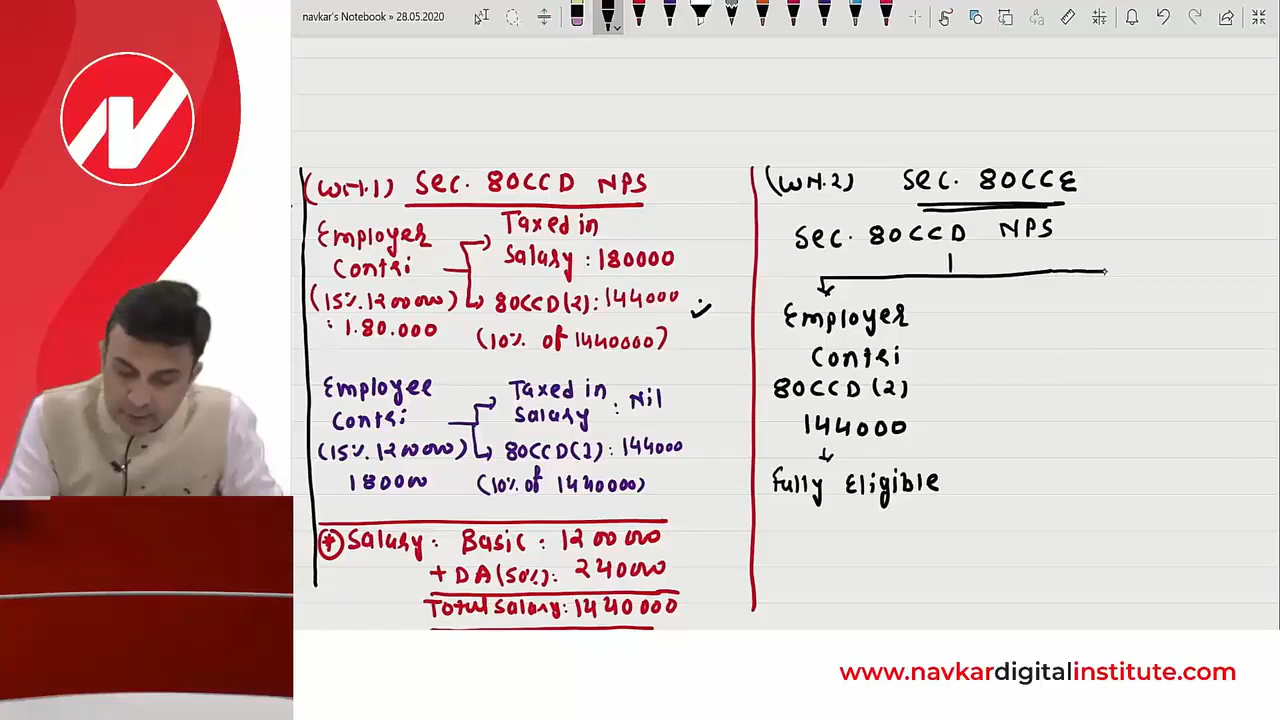 navkar's Notebook » 28.05.2020
(WN.1) Sec. 80CCD NPS
Employer Contri
(15% 1200000)
: 1.80.000
Taxed in Salary : 180000
80CCD(2): 144000
(10% of 1440000)
Employee Contri
(15% 1200000)
180000
Taxed in Salary : Nil
80CCD(1): 144000
(10% of 1440000)
* Salary: Basic: 1200000
+ DA(50%): 240000
Total Salary: 1440000
(WN.2) Sec. 80CCE
Sec. 80CCD NPS
Employer
Contri
80CCD(2)
144000
Fully Eligible
www.navkardigitalinstitute.com